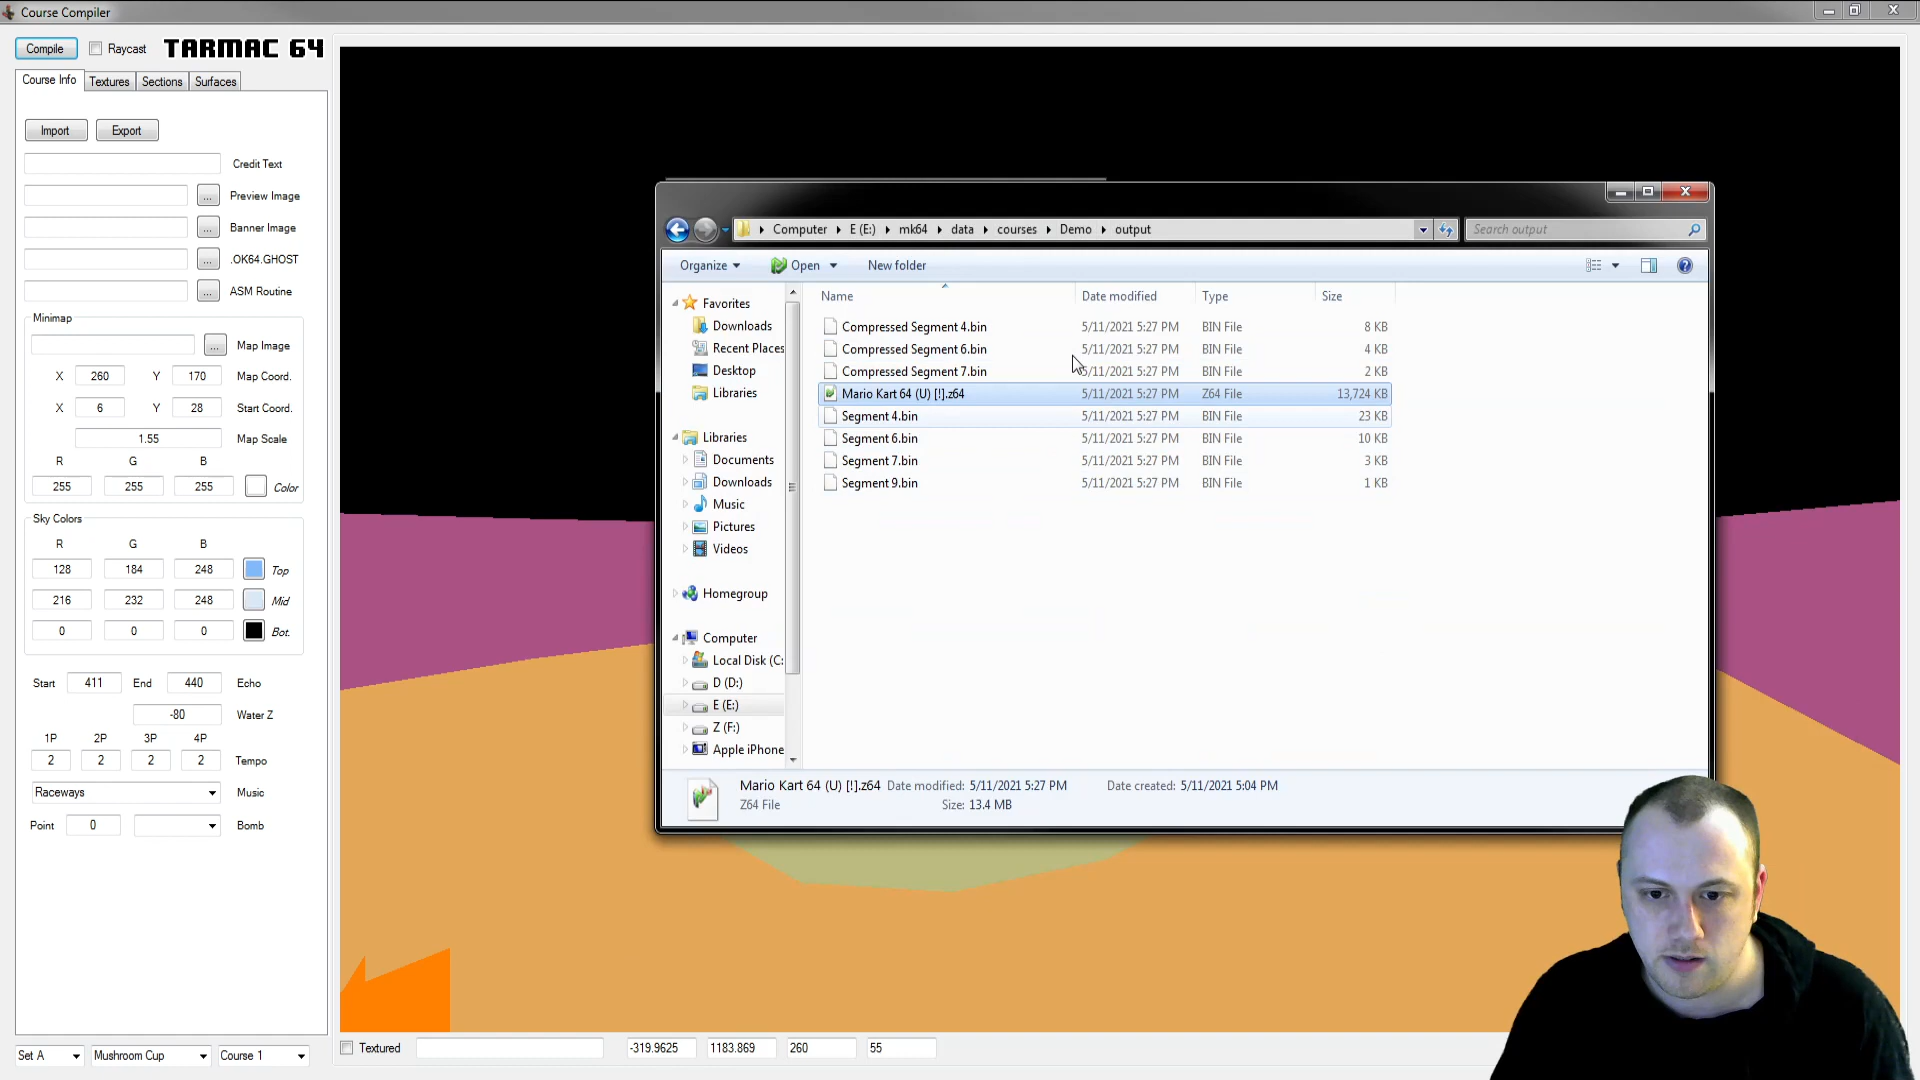 Course Compiler
Compile
Raycast
TARMAC 64
Course Info
Textures
Sections
Surfaces
Import
Export
Credit Text
... Preview Image
... Banner Image
... .OK64.GHOST
... ASM Routine
Minimap
... Map Image
X 260 Y 170 Map Coord.
X 6 Y 28 Start Coord.
1.55 Map Scale
R G B
255 255 255 Color
Sky Colors
R G B
128 184 248 Top
216 232 248 Mid
0 0 0 Bot.
Start 411 End 440 Echo
-80 Water Z
1P 2P 3P 4P
2 2 2 2 Tempo
Raceways Music
Point 0 Bomb
Set A Mushroom Cup Course 1
Computer E (E:) mk64 data courses Demo output
Search output
Organize Open New folder
Favorites
Downloads
Recent Places
Desktop
Libraries
Libraries
Documents
Downloads
Music
Pictures
Videos
Homegroup
Computer
Local Disk (C:
D (D:)
E (E:)
Z (F:)
Apple iPhone
Name Date modified Type Size
Compressed Segment 4.bin 5/11/2021 5:27 PM BIN File 8 KB
Compressed Segment 6.bin 5/11/2021 5:27 PM BIN File 4 KB
Compressed Segment 7.bin 5/11/2021 5:27 PM BIN File 2 KB
Mario Kart 64 (U) [!].z64 5/11/2021 5:27 PM Z64 File 13,724 KB
Segment 4.bin 5/11/2021 5:27 PM BIN File 23 KB
Segment 6.bin 5/11/2021 5:27 PM BIN File 10 KB
Segment 7.bin 5/11/2021 5:27 PM BIN File 3 KB
Segment 9.bin 5/11/2021 5:27 PM BIN File 1 KB
Mario Kart 64 (U) [!].z64 Date modified: 5/11/2021 5:27 PM Date created: 5/11/2021 5:04 PM
Z64 File Size: 13.4 MB
Textured -319.9625 1183.869 260 55